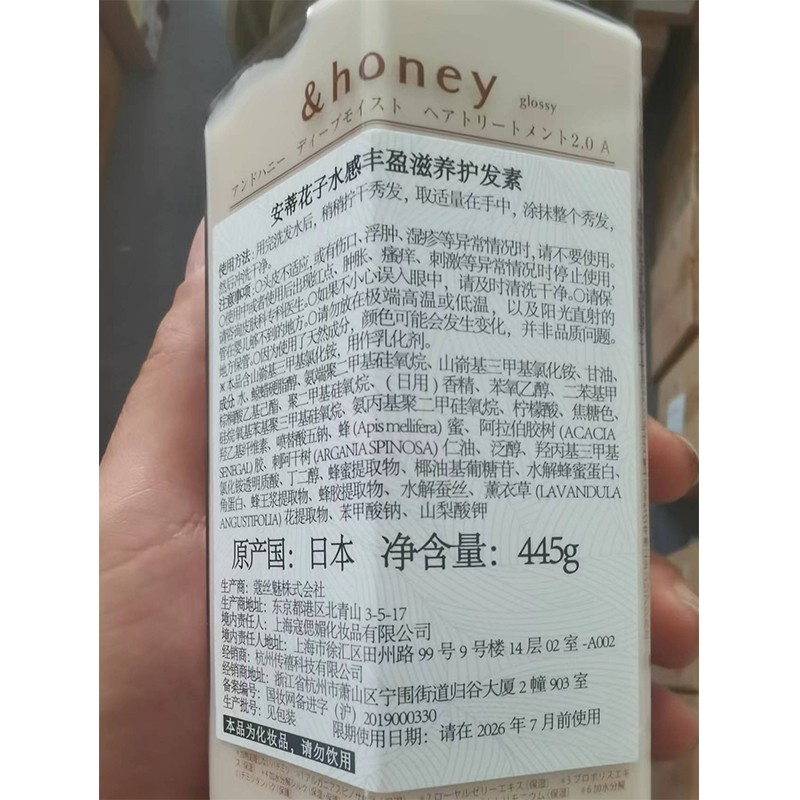 &honey
glossy
アンドハニー ディープモイスト ヘアトリートメント2.0 A
安蒂花子水感丰盈滋养护发素
使用方法：用完洗发水后，稍稍拧干秀发，取适量在手中，涂抹整个秀发，
然后冲洗干净。
注意事项：〇头皮不适应，或有伤口、浮肿、湿疹等异常情况时，请不要使用。
〇使用中或者使用后出现红点、肿胀、瘙痒、刺激等异常情况时停止使用，
请咨询皮肤科专科医生。〇如果不小心误入眼中，请及时清洗干净。〇请保
管在婴儿够不到的地方。〇请勿放在极端高温或低温，以及阳光直射的
地方保管。〇因为使用了天然成分，颜色可能会发生变化，并非品质问题。
※本品含山嵛基三甲基氯化铵，用作乳化剂。
成分:水、鲸蜡硬脂醇、氨端聚二甲基硅氧烷、山嵛基三甲基氯化铵、甘油、
棕榈酸乙基己酯、聚二甲基硅氧烷、(日用)香精、苯氧乙醇、二苯基甲
硅烷氧基苯基聚三甲基硅氧烷、氨丙基聚二甲硅氧烷、柠檬酸、焦糖色、
羟乙基纤维素、喷替酸五钠、蜂(Apis mellifera)蜜、阿拉伯胶树(ACACIA
SENEGAL)胶、刺阿干树(ARGANIA SPINOSA)仁油、泛醇、羟丙基三甲基
氯化铵透明质酸、丁二醇、蜂蜜提取物、椰油基葡糖苷、水解蜂蜜蛋白、
角蛋白、蜂王浆提取物、蜂胶提取物、水解蚕丝、薰衣草(LAVANDULA
ANGUSTIFOLIA)花提取物、苯甲酸钠、山梨酸钾
原产国：日本 净含量：445g
生产商：蔻丝魅株式会社
生产商地址：东京都港区北青山 3-5-17
境内责任人：上海寇偲媚化妆品有限公司
境内责任人地址：上海市徐汇区田州路 99 号 9 号楼 14 层 02 室 -A002
经销商：杭州传禧科技有限公司
经销商地址：浙江省杭州市萧山区宁围街道归谷大厦 2 幢 903 室
备案编号：国妆网备进字（沪）2019000330
生产批号：见包装 限期使用日期：请在 2026 年 7 月前使用
本品为化妆品，请勿饮用
ローヤルゼリーエキス(保湿)